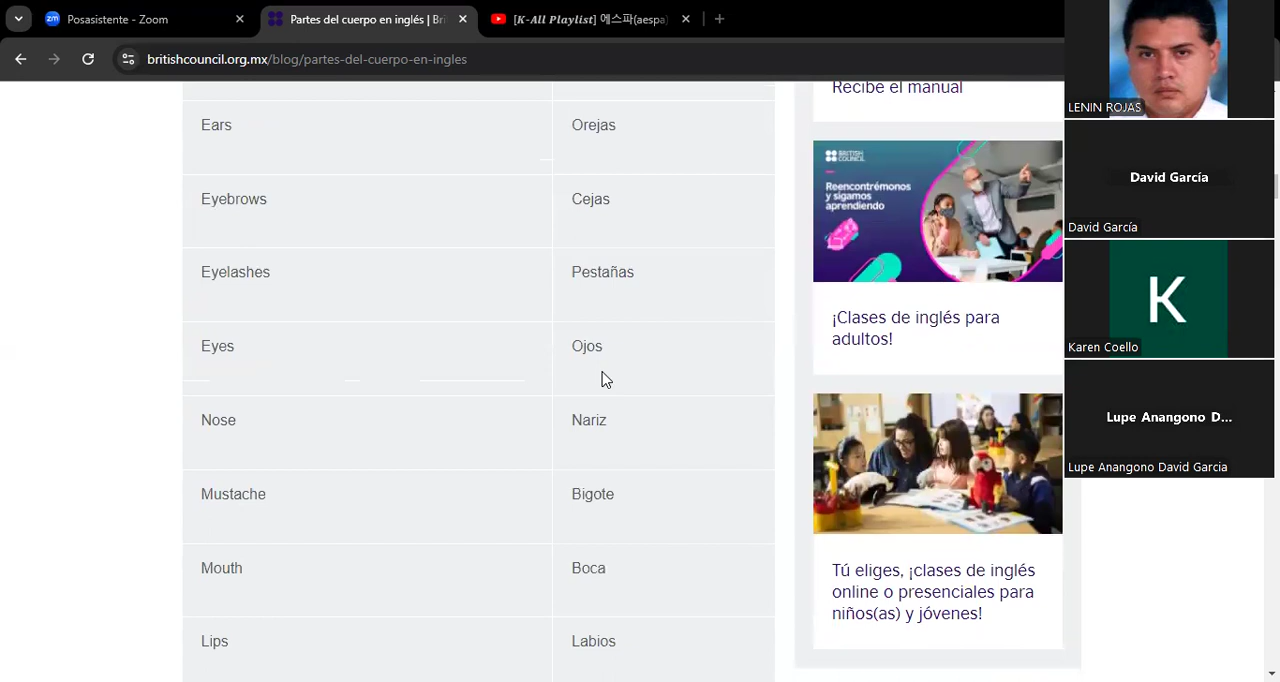 Posasistente - Zoom
Partes del cuerpo en inglés | Bri
[K-All Playlist] 에스파(aespa)
britishcouncil.org.mx/blog/partes-del-cuerpo-en-ingles
Ears Orejas
Eyebrows Cejas
Eyelashes Pestañas
Eyes Ojos
Nose Nariz
Mustache Bigote
Mouth Boca
Lips Labios
Recibe el manual
BRITISH
COUNCIL
Reencontrémonos
y sigamos
aprendiendo
¡Clases de inglés para
adultos!
Tú eliges, ¡clases de inglés
online o presenciales para
niños(as) y jóvenes!
LENIN ROJAS
David García
David García
K
Karen Coello
Lupe Anangono D...
Lupe Anangono David Garcia